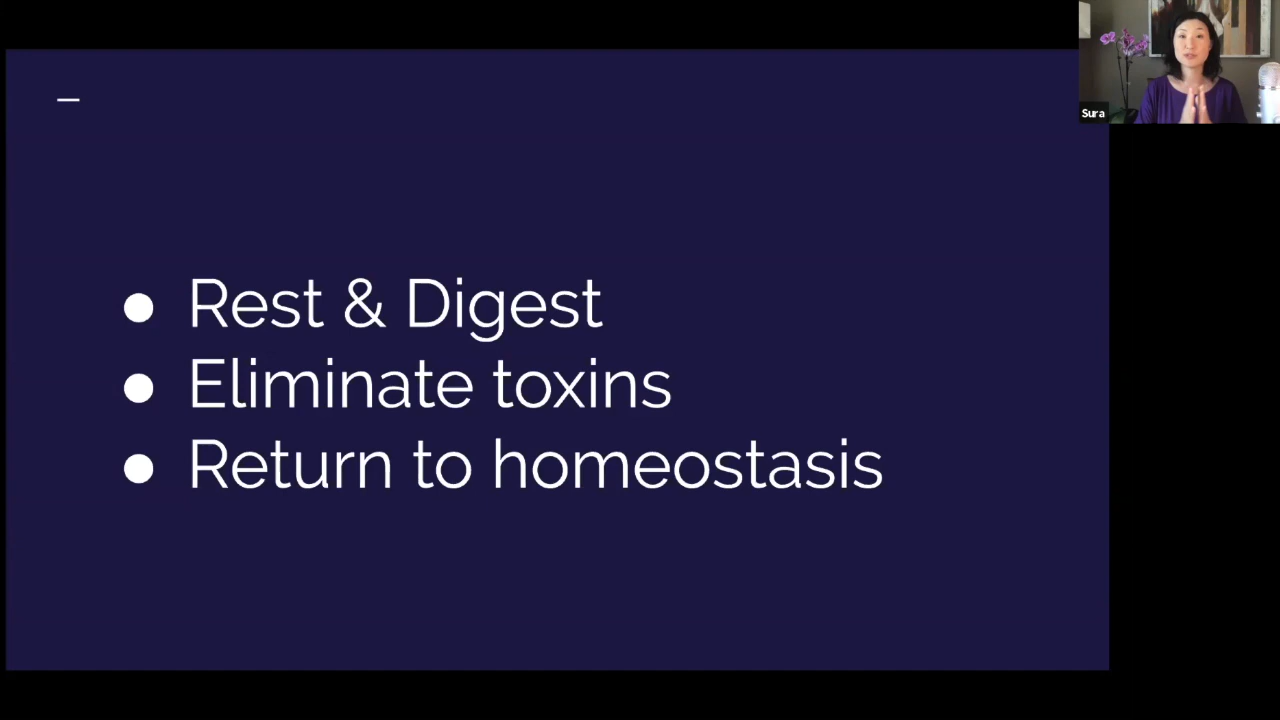 Sura
● Rest & Digest
● Eliminate toxins
● Return to homeostasis